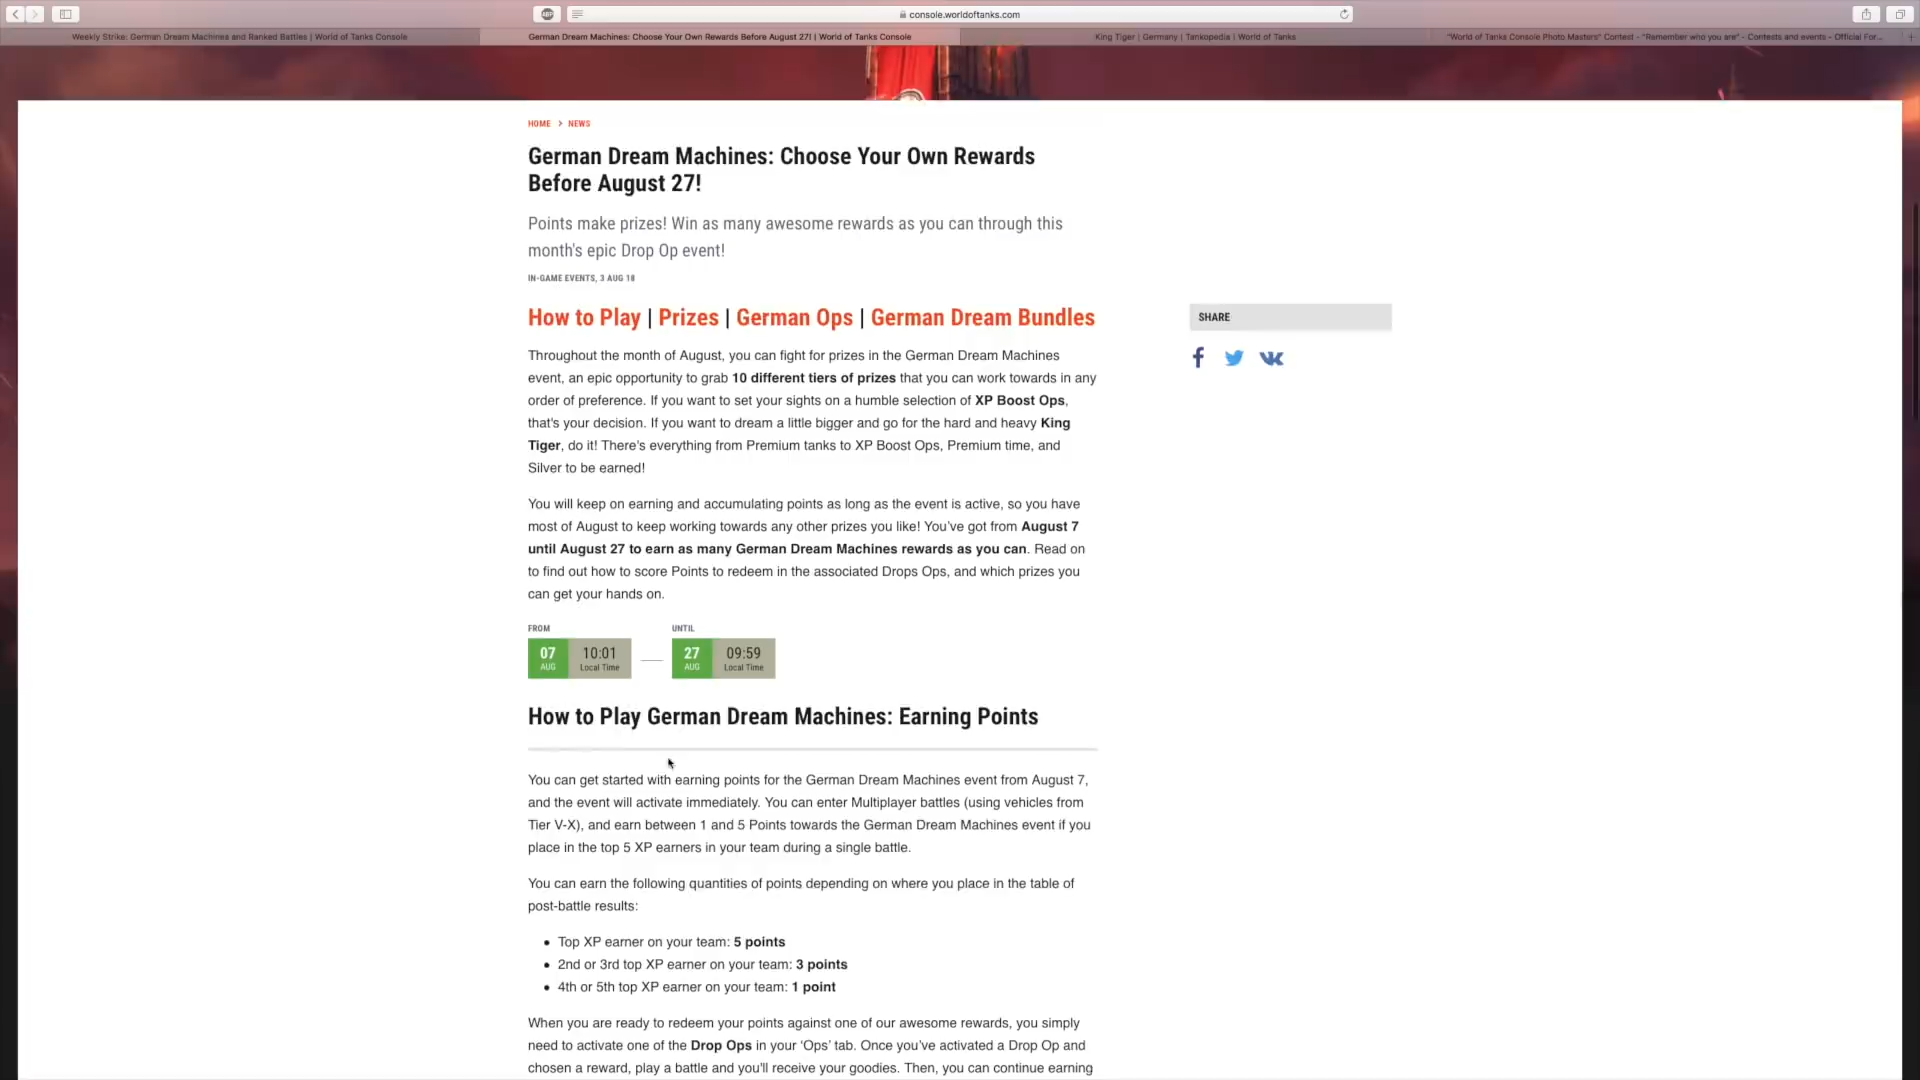 console.worldoftanks.com
Weekly Strike: German Dream Machines and Ranked Battles | World of Tanks Console
German Dream Machines: Choose Your Own Rewards Before August 27! | World of Tanks Console
King Tiger | Germany | Tankopedia | World of Tanks
"World of Tanks Console Photo Masters" Contest - "Remember who you are" - Contests and events - Official For...
HOME > NEWS
German Dream Machines: Choose Your Own Rewards
Before August 27!
Points make prizes! Win as many awesome rewards as you can through this
month's epic Drop Op event!
IN-GAME EVENTS, 3 AUG 18
How to Play | Prizes | German Ops | German Dream Bundles
SHARE
Throughout the month of August, you can fight for prizes in the German Dream Machines
event, an epic opportunity to grab 10 different tiers of prizes that you can work towards in any
order of preference. If you want to set your sights on a humble selection of XP Boost Ops,
that's your decision. If you want to dream a little bigger and go for the hard and heavy King
Tiger, do it! There's everything from Premium tanks to XP Boost Ops, Premium time, and
Silver to be earned!
You will keep on earning and accumulating points as long as the event is active, so you have
most of August to keep working towards any other prizes you like! You've got from August 7
until August 27 to earn as many German Dream Machines rewards as you can. Read on
to find out how to score Points to redeem in the associated Drops Ops, and which prizes you
can get your hands on.
FROM UNTIL
07 10:01 27 09:59
AUG Local Time AUG Local Time
How to Play German Dream Machines: Earning Points
You can get started with earning points for the German Dream Machines event from August 7,
and the event will activate immediately. You can enter Multiplayer battles (using vehicles from
Tier V-X), and earn between 1 and 5 Points towards the German Dream Machines event if you
place in the top 5 XP earners in your team during a single battle.
You can earn the following quantities of points depending on where you place in the table of
post-battle results:
• Top XP earner on your team: 5 points
• 2nd or 3rd top XP earner on your team: 3 points
• 4th or 5th top XP earner on your team: 1 point
When you are ready to redeem your points against one of our awesome rewards, you simply
need to activate one of the Drop Ops in your 'Ops' tab. Once you've activated a Drop Op and
chosen a reward, play a battle and you'll receive your goodies. Then, you can continue earning